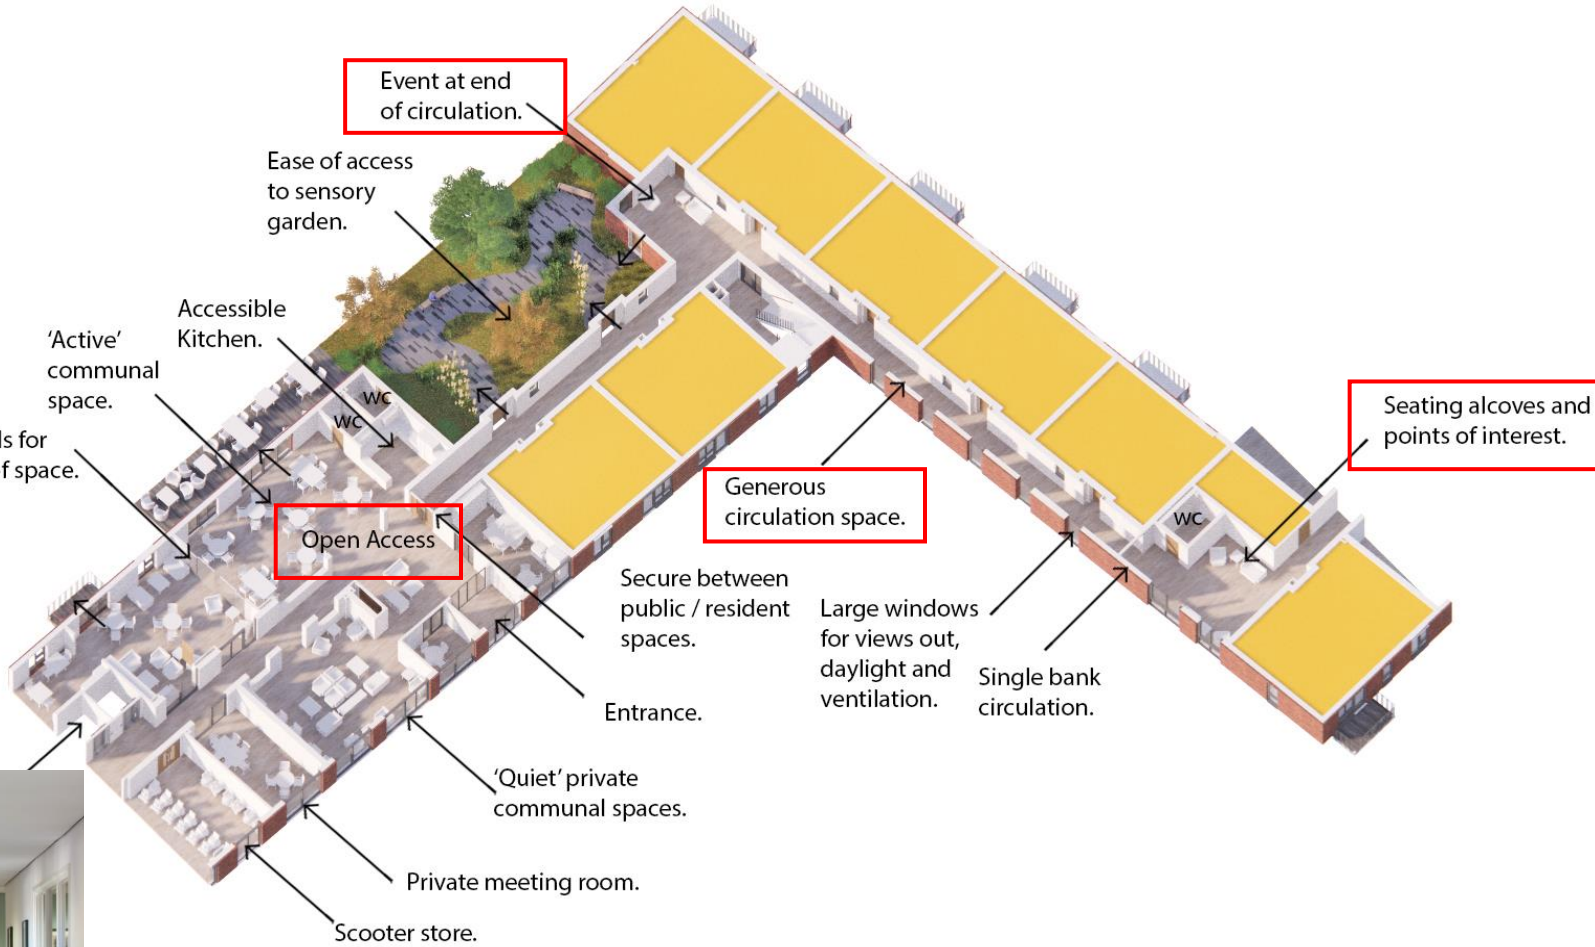 Event at end
of circulation.
Ease of access
to sensory
garden.
Accessible
Kitchen.
‘Active’
communal
space.
for
of space.
wc
wc
Open Access
Seating alcoves and
points of interest.
Generous
circulation space.
wc
Secure between
public / resident
spaces.
Large windows
for views out,
daylight and
ventilation.
Single bank
circulation.
Entrance.
‘Quiet’ private
communal spaces.
Private meeting room.
Scooter store.